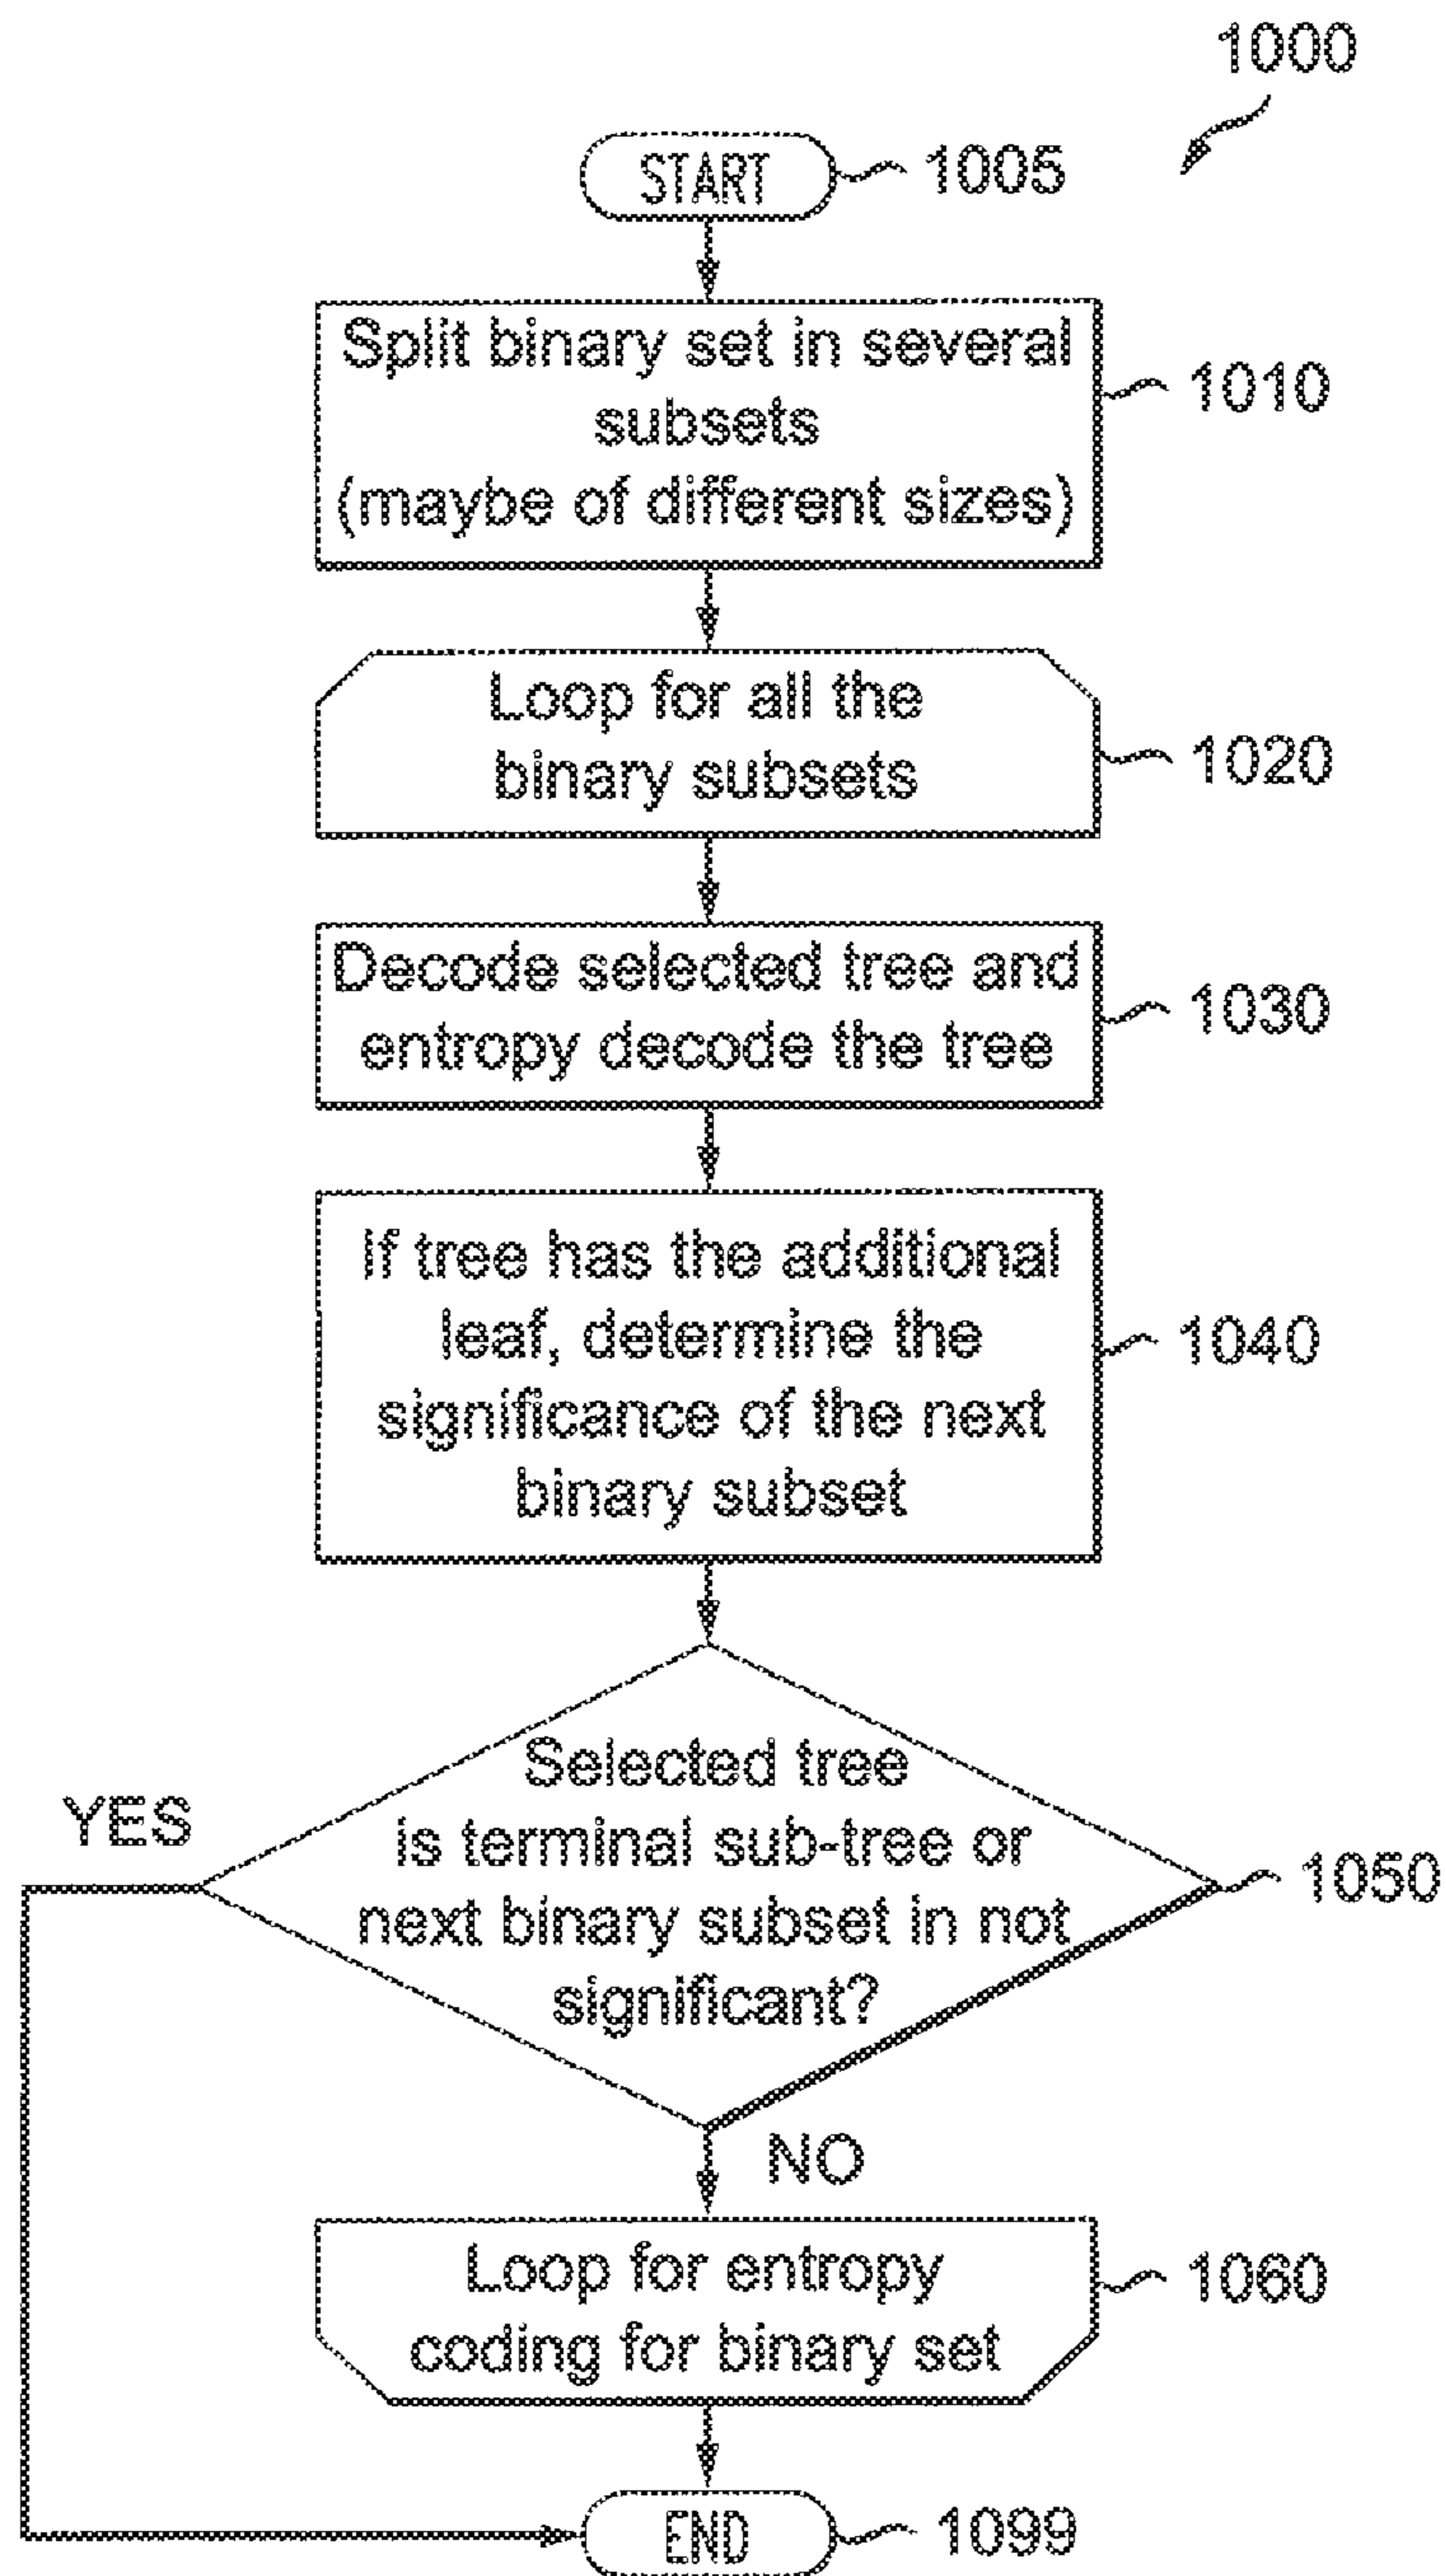 1000
START
1005
Split binary set in several
subsets
(maybe of different sizes)
1010
Loop for all the
binary subsets
1020
Decode selected tree and
entropy decode the tree
1030
If tree has the additional
leaf, determine the
significance of the next
binary subset
1040
Selected tree
is terminal sub-tree or
next binary subset in not
significant?
YES
1050
NO
Loop for entropy
coding for binary set
1060
END
1099